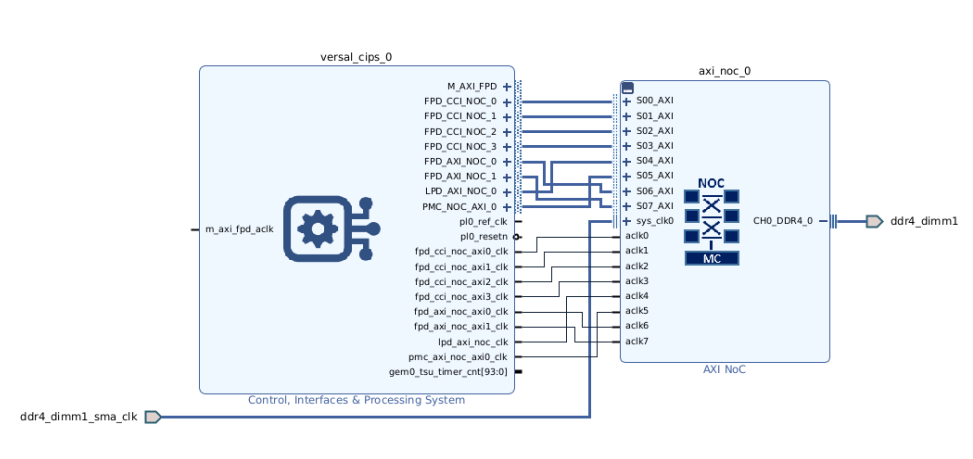 versal_cips_0
axi_noc_0
M_AXI_FPD
FPD_CCI_NOC_0
FPD_CCI_NOC_1
FPD_CCI_NOC_2
FPD_CCI_NOC_3
FPD_AXI_NOC_0
FPD_AXI_NOC_1
LPD_AXI_NOC_0
PMC_NOC_AXI_0
pl0_ref_clk
m_axi_fpd_aclk
pl0_resetn
fpd_cci_noc_axi0_clk
fpd_cci_noc_axi1_clk
fpd_cci_noc_axi2_clk
fpd_cci_noc_axi3_clk
fpd_axi_noc_axi0_clk
fpd_axi_noc_axi1_clk
lpd_axi_noc_clk
pmc_axi_noc_axi0_clk
gem0_tsu_timer_cnt[93:0]
Control, Interfaces & Processing System
S00_AXI
S01_AXI
S02_AXI
S03_AXI
S04_AXI
S05_AXI
S06_AXI
S07_AXI
sys_clk0
aclk0
aclk1
aclk2
aclk3
aclk4
aclk5
aclk6
aclk7
NOC
MC
CH0_DDR4_0
ddr4_dimm1
AXI NoC
ddr4_dimm1_sma_clk